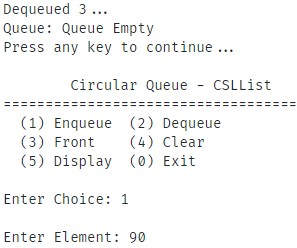 Dequeued 3...
Queue: Queue Empty
Press any key to continue...
Circular Queue - CSLList
===================================
(1) Enqueue (2) Dequeue
(3) Front (4) Clear
(5) Display (0) Exit
Enter Choice: 1
Enter Element: 90